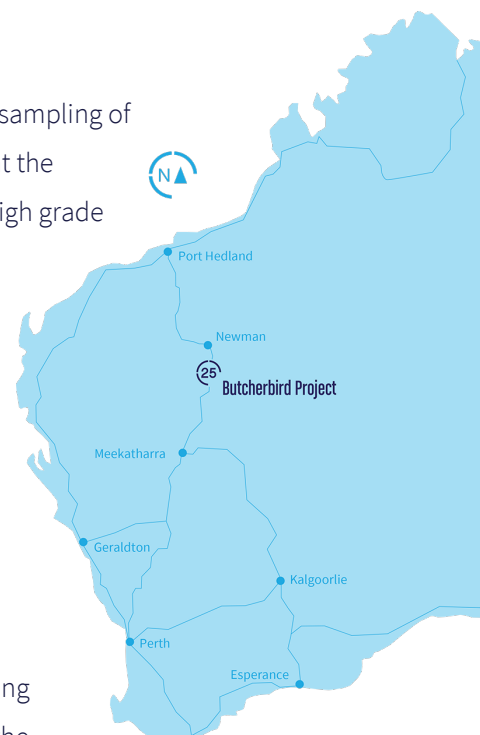 sampling of
t the
igh grade
N
Port Hedland
Newman
25
Butcherbird Project
Meekatharra
Geraldton
Kalgoorlie
Perth
Esperance
ng